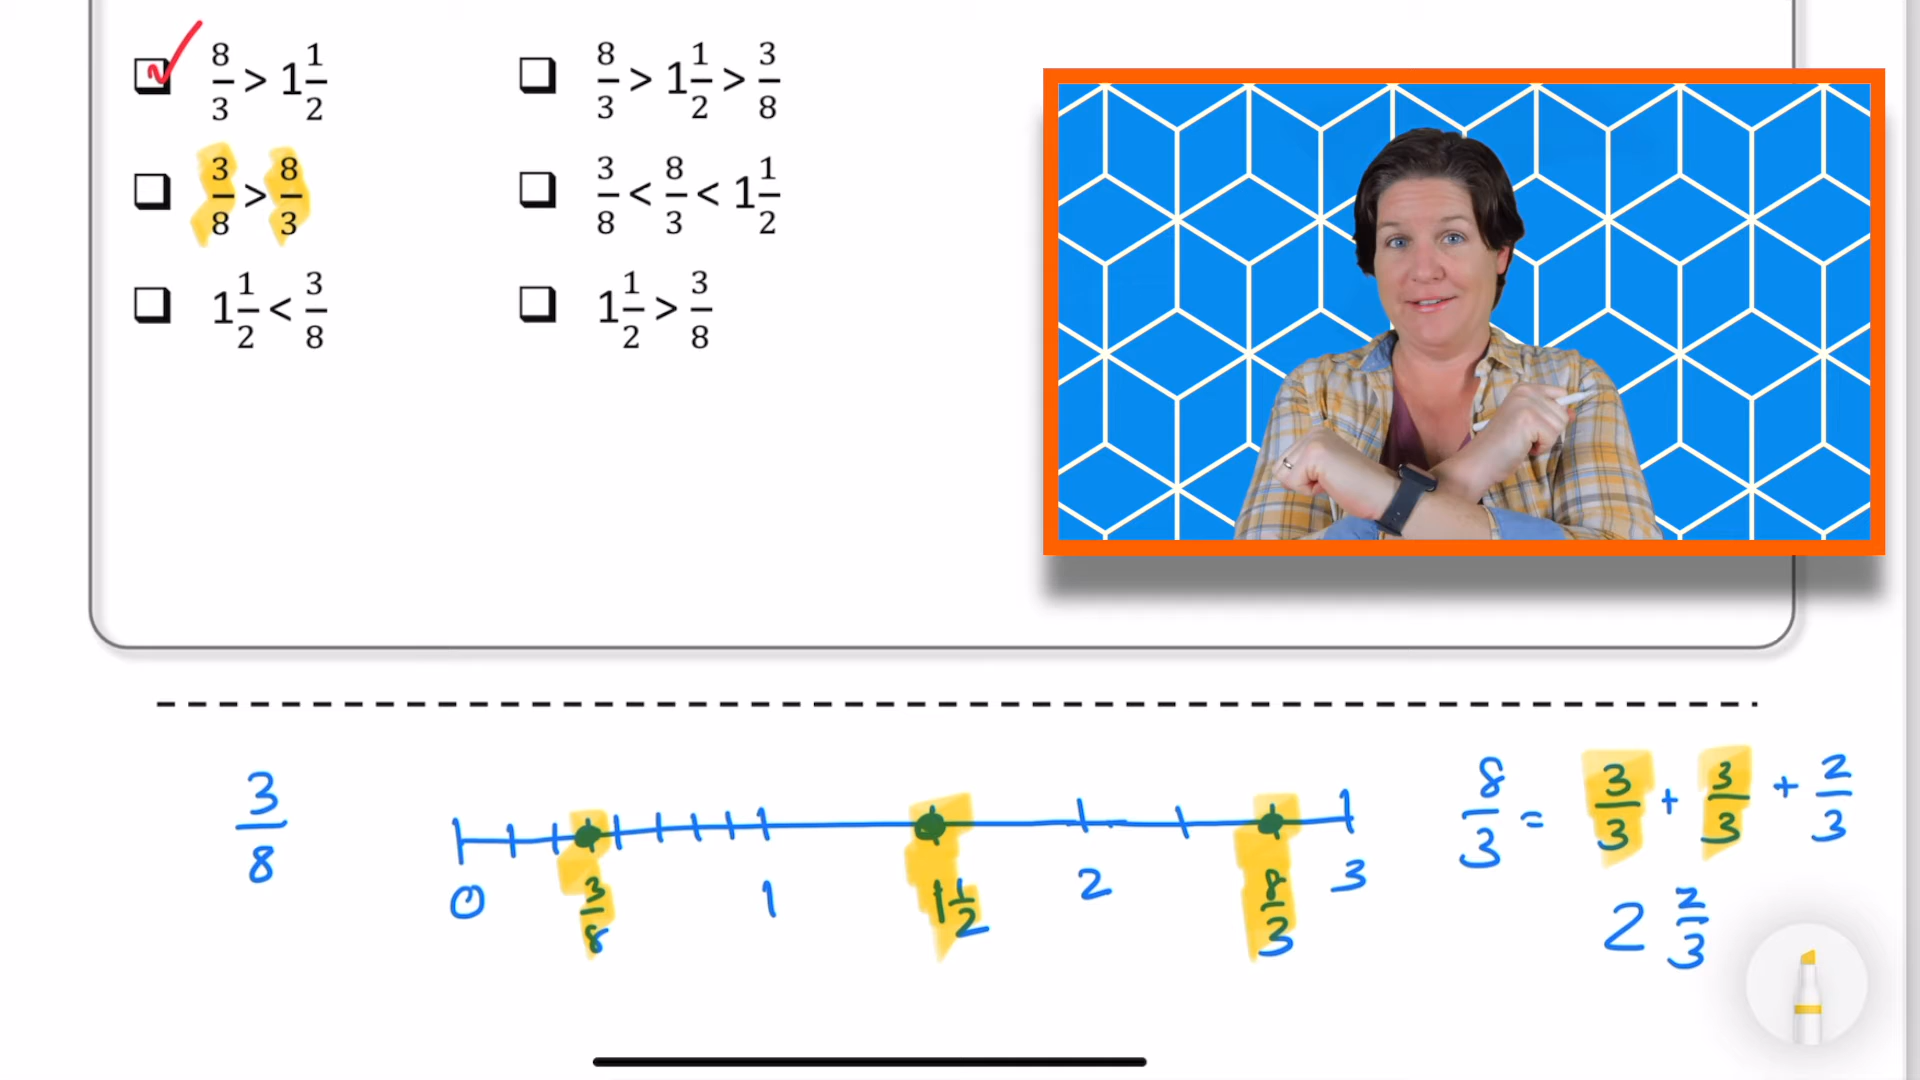 8/3 > 1 1/2
3/8 > 8/3
1 1/2 < 3/8
8/3 > 1 1/2 > 3/8
3/8 < 8/3 < 1 1/2
1 1/2 > 3/8
3/8
0 3/8 1 1 1/2 2 8/3 3
8/3 = 3/3 + 3/3 + 2/3
2 2/3